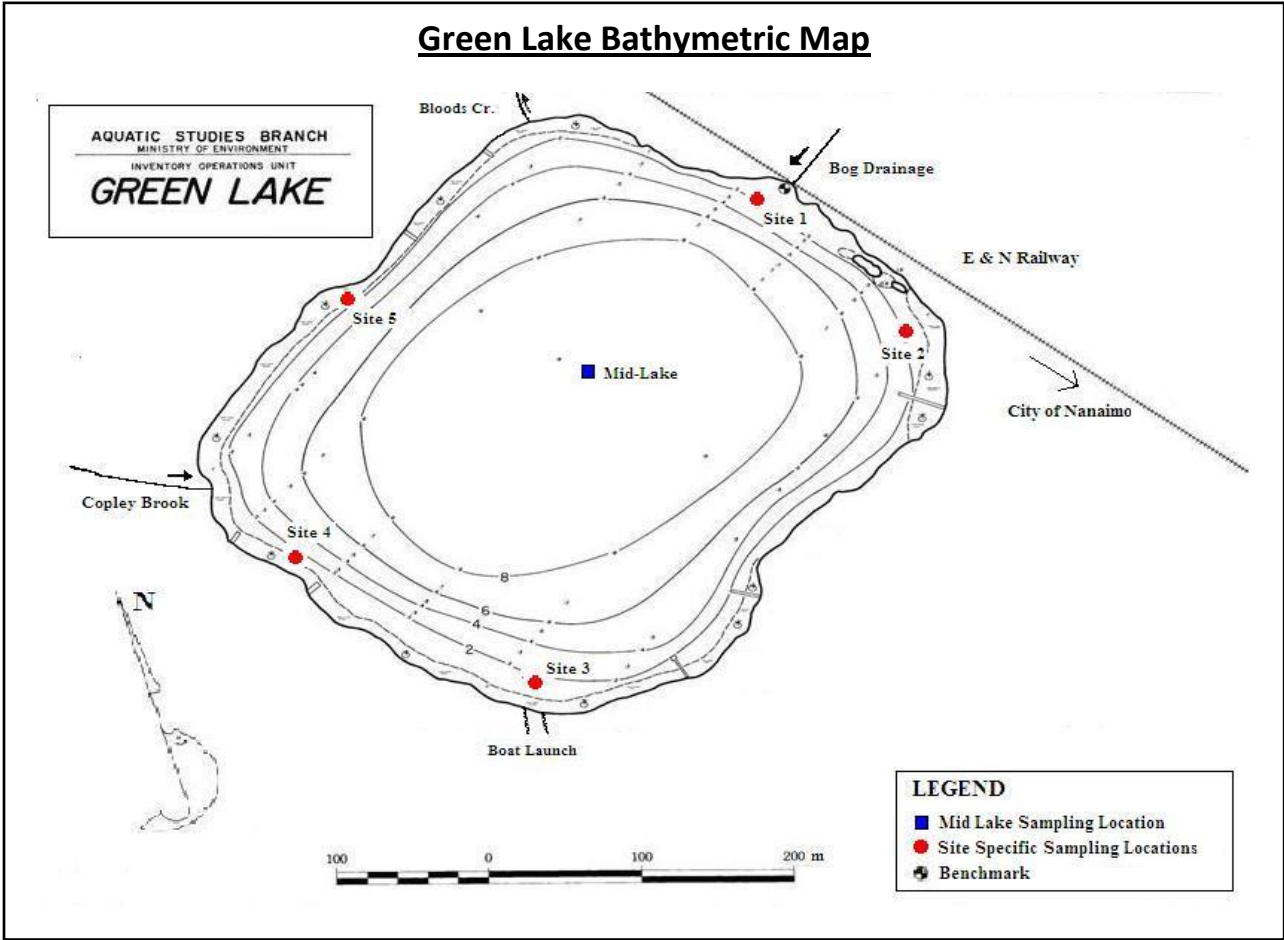 Green Lake Bathymetric Map
AQUATIC STUDIES BRANCH
MINISTRY OF ENVIRONMENT
INVENTORY OPERATIONS UNIT
GREEN LAKE
Bloods Cr.
Bog Drainage
Site 1
E & N Railway
Site 5
Site 2
Mid-Lake
City of Nanaimo
Copley Brook
Site 4
8
6
4
2
N
Site 3
Boat Launch
LEGEND
Mid Lake Sampling Location
Site Specific Sampling Locations
Benchmark
100 0 100 200 m